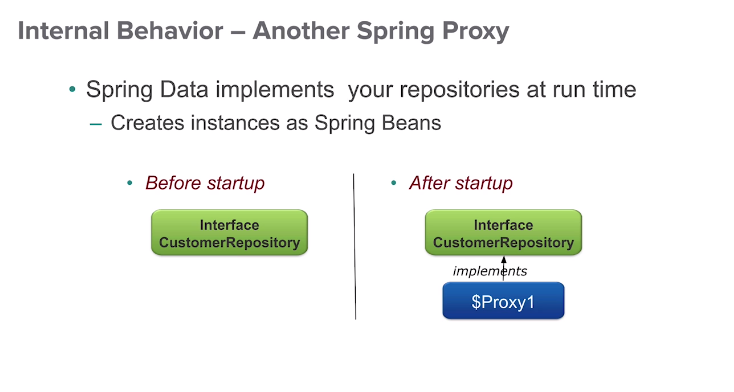 Internal Behavior – Another Spring Proxy
• Spring Data implements your repositories at run time
– Creates instances as Spring Beans
• Before startup
Interface
CustomerRepository
• After startup
Interface
CustomerRepository
implements
$Proxy1